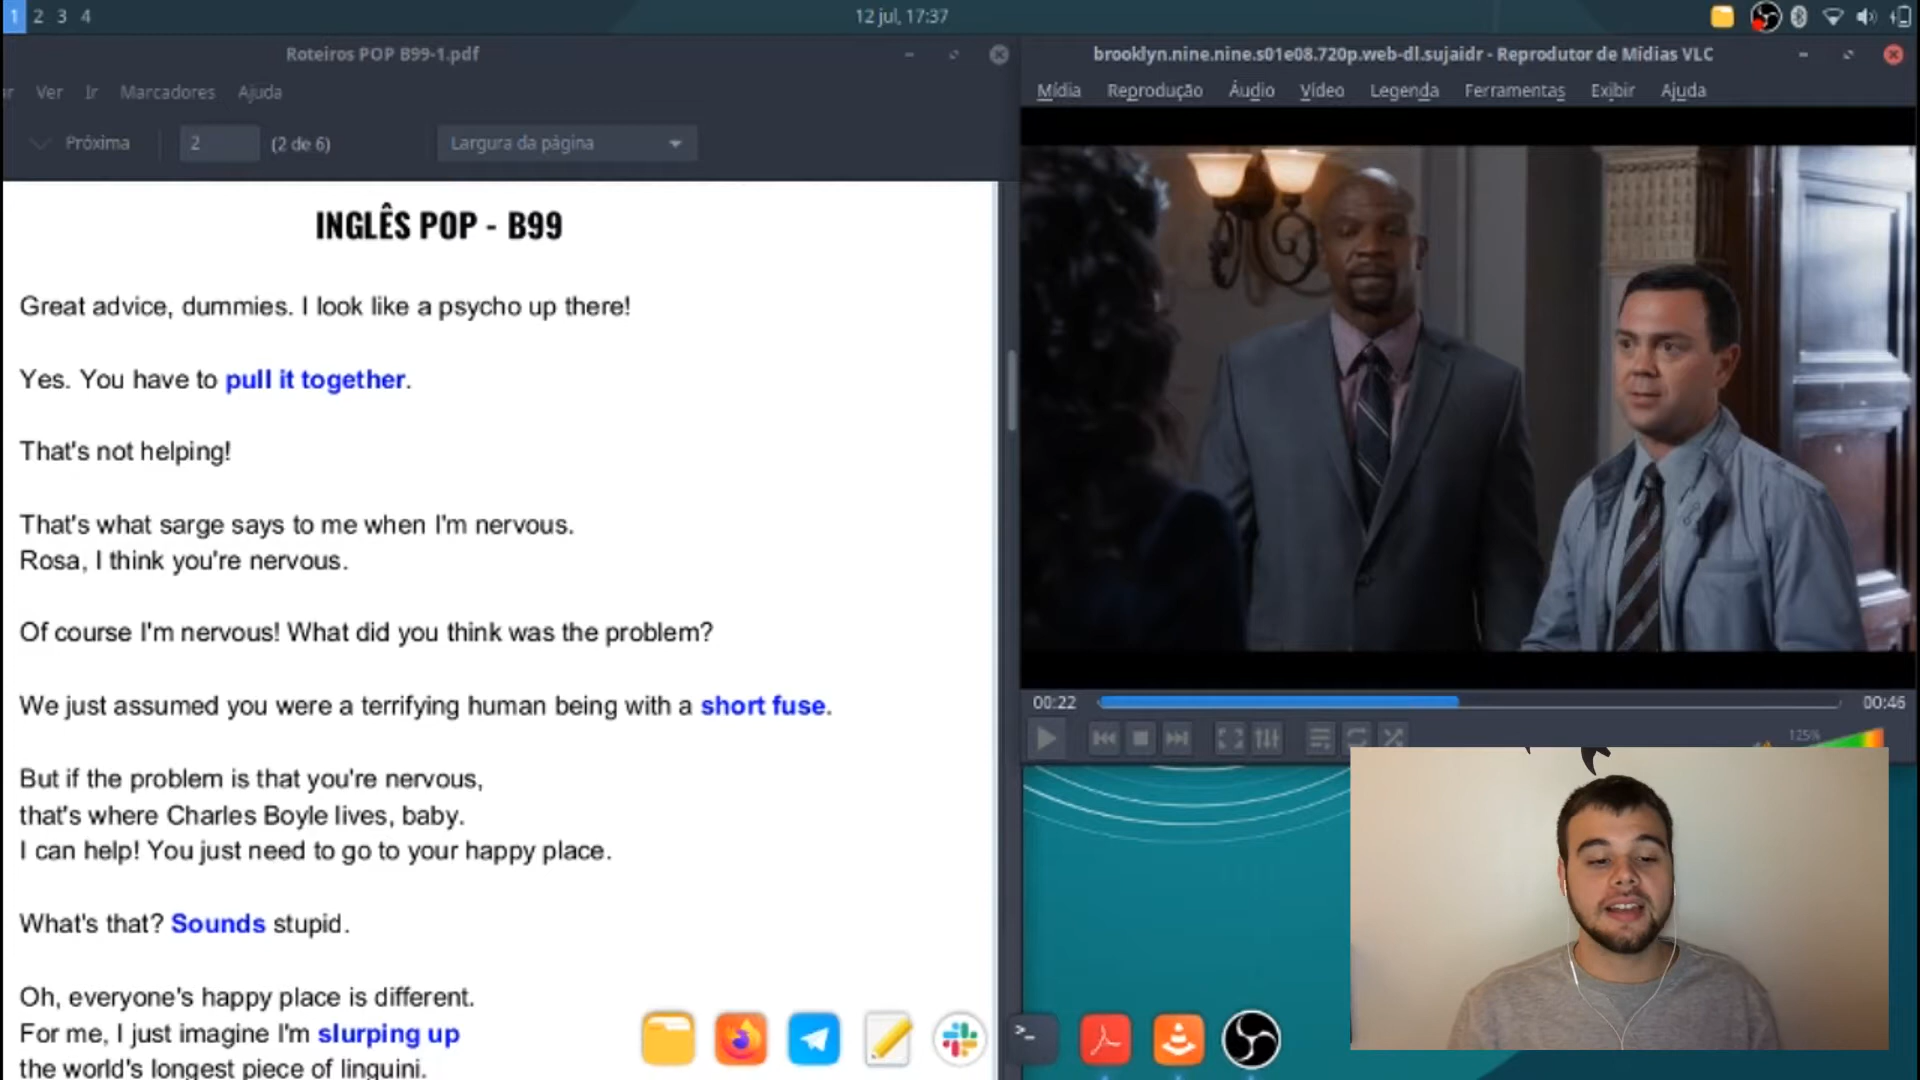 1 2 3 4
12 jul, 17:37
Roteiros POP B99-1.pdf
Ver Ir Marcadores Ajuda
Próxima
2
(2 de 6)
Largura da página
INGLÊS POP - B99
Great advice, dummies. I look like a psycho up there!
Yes. You have to pull it together.
That's not helping!
That's what sarge says to me when I'm nervous.
Rosa, I think you're nervous.
Of course I'm nervous! What did you think was the problem?
We just assumed you were a terrifying human being with a short fuse.
But if the problem is that you're nervous,
that's where Charles Boyle lives, baby.
I can help! You just need to go to your happy place.
What's that? Sounds stupid.
Oh, everyone's happy place is different.
For me, I just imagine I'm slurping up
the world's longest piece of linguini.
brooklyn.nine.nine.s01e08.720p.web-dl.sujaidr - Reprodutor de Mídias VLC
Mídia Reprodução Áudio Vídeo Legenda Ferramentas Exibir Ajuda
00:22
00:46
125%